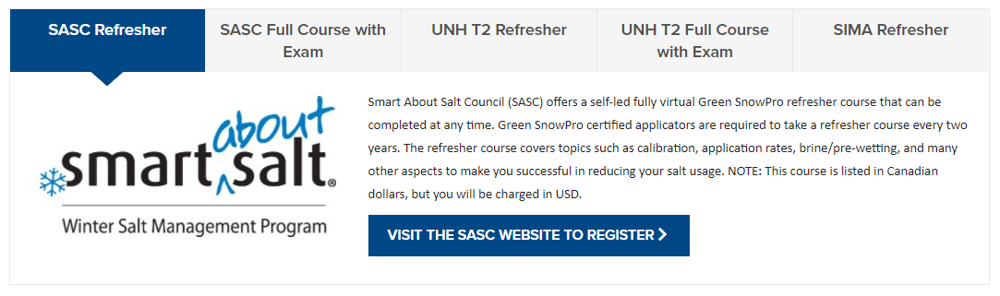 SASC Refresher
SASC Full Course with
Exam
UNH T2 Refresher
UNH T2 Full Course
with Exam
SIMA Refresher
about
smart salt®
Winter Salt Management Program
Smart About Salt Council (SASC) offers a self-led fully virtual Green SnowPro refresher course that can be
completed at any time. Green SnowPro certified applicators are required to take a refresher course every two
years. The refresher course covers topics such as calibration, application rates, brine/pre-wetting, and many
other aspects to make you successful in reducing your salt usage. NOTE: This course is listed in Canadian
dollars, but you will be charged in USD.
VISIT THE SASC WEBSITE TO REGISTER